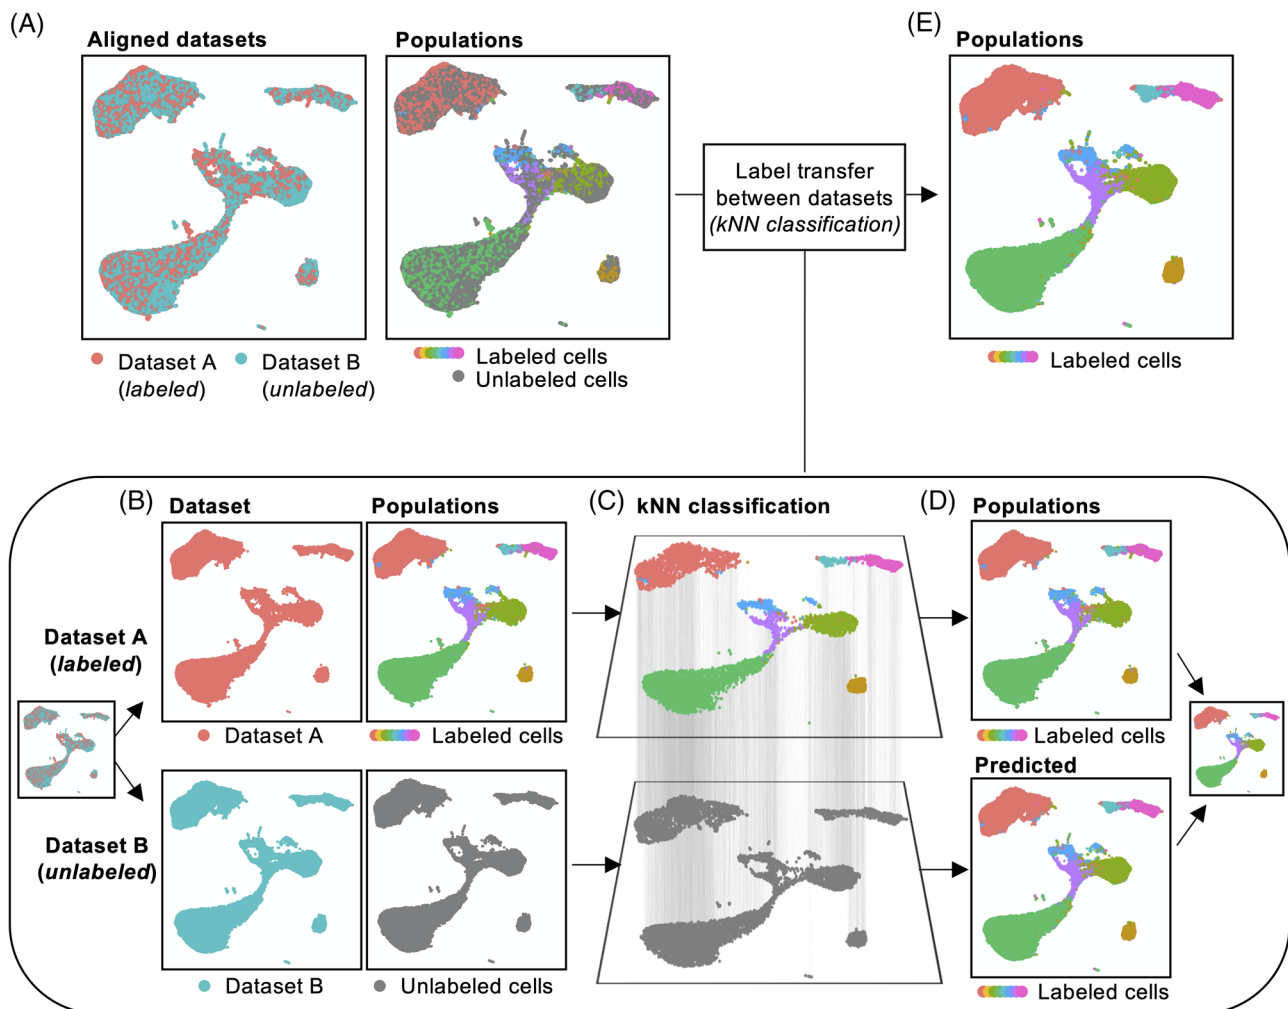 (A)
Aligned datasets
Populations
Dataset A
(labeled)
Dataset B
(unlabeled)
Labeled cells
Unlabeled cells
Label transfer
between datasets
(kNN classification)
(E)
Populations
Labeled cells
(B)
Dataset
Populations
(C)
kNN classification
(D)
Populations
Dataset A
(labeled)
Dataset A
Labeled cells
Labeled cells
Predicted
Dataset B
(unlabeled)
Dataset B
Unlabeled cells
Labeled cells